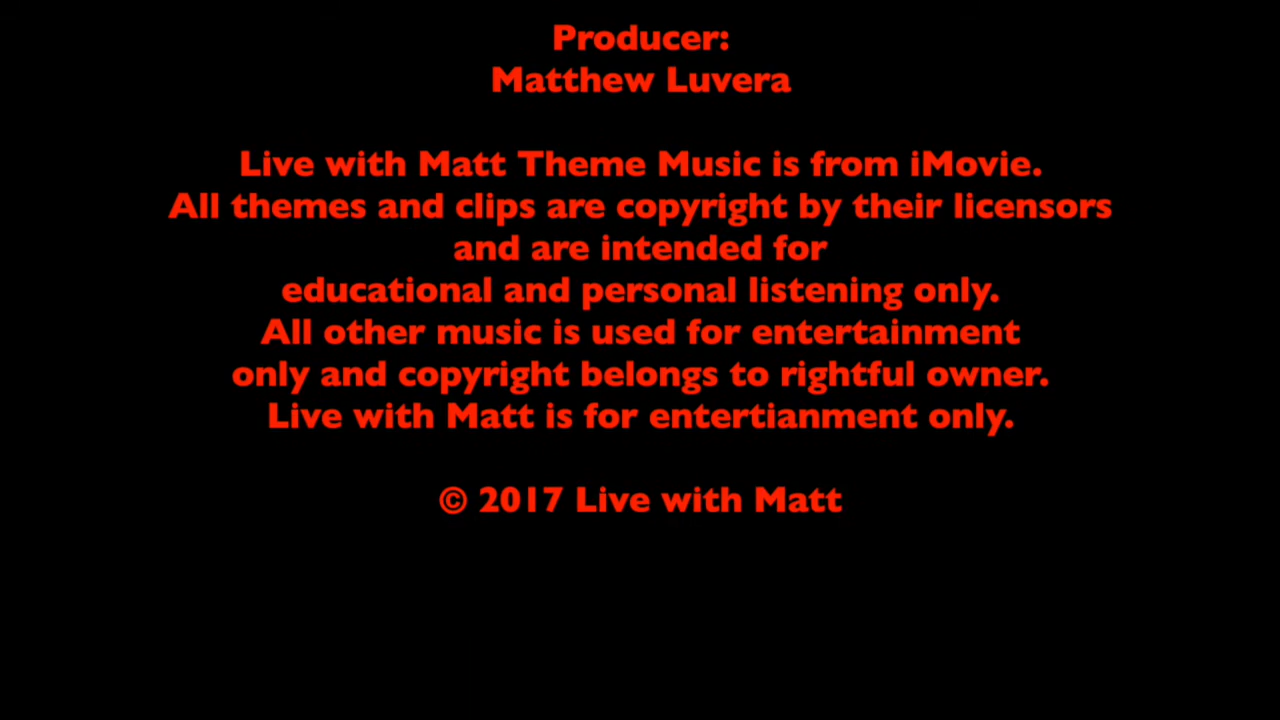 Producer:
Matthew Luvera
Live with Matt Theme Music is from iMovie.
All themes and clips are copyright by their licensors
and are intended for
educational and personal listening only.
All other music is used for entertainment
only and copyright belongs to rightful owner.
Live with Matt is for entertianment only.
© 2017 Live with Matt